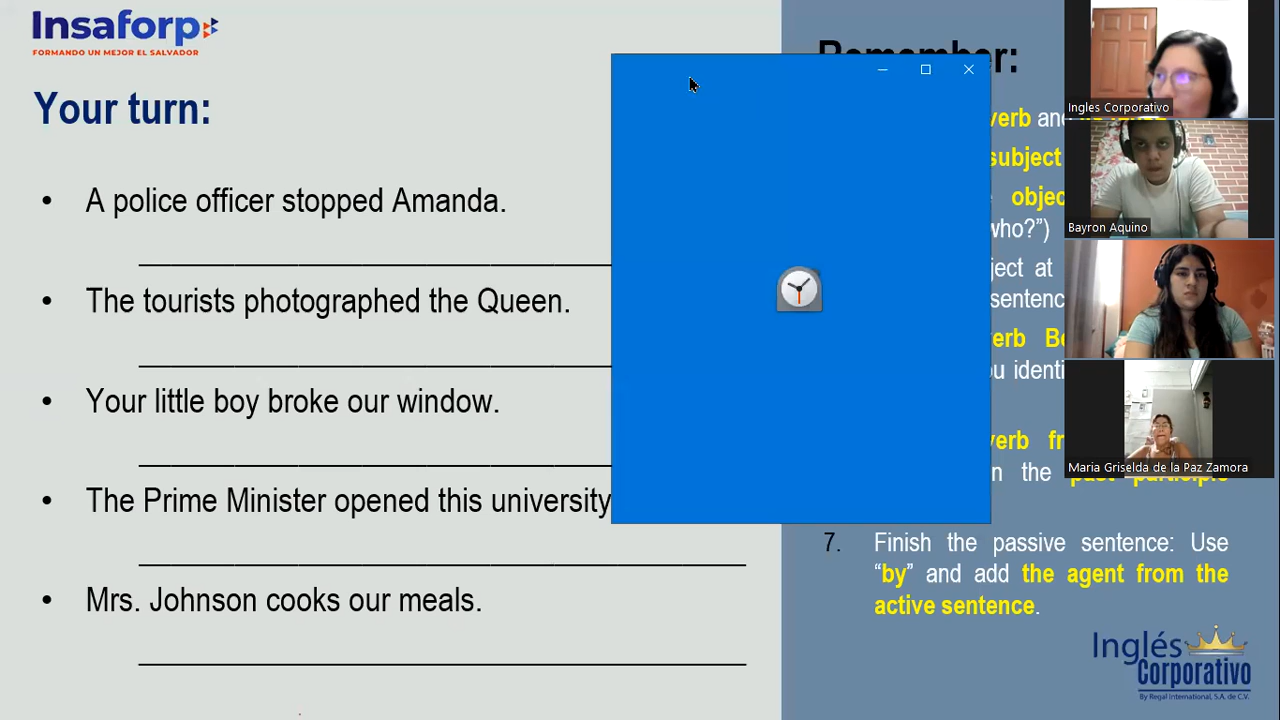 Insaforp
FORMANDO UN MEJOR EL SALVADOR
Your turn:
• A police officer stopped Amanda.
• The tourists photographed the Queen.
• Your little boy broke our window.
• The Prime Minister opened this university
• Mrs. Johnson cooks our meals.
Remember:
verb and
subject
objec
who?")
ject at
sentenc
verb Be
u identi
verb fr
n the past participle
7. Finish the passive sentence: Use
"by" and add the agent from the
active sentence.
Inglés
Corporativo
By Regal International, S.A. de C.V.
Ingles Corporativo
Bayron Aquino
Maria Griselda de la Paz Zamora